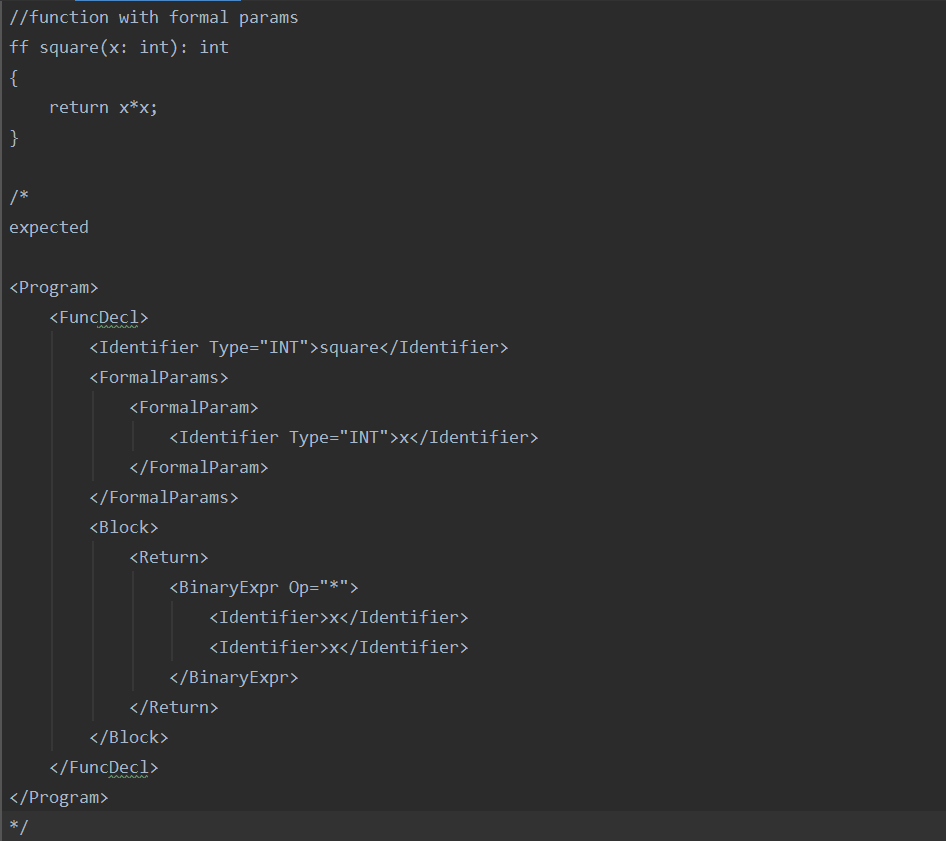 //function with formal params
ff square(x: int): int
{
    return x*x;
}

/*
expected

<Program>
    <FuncDecl>
        <Identifier Type="INT">square</Identifier>
        <FormalParams>
            <FormalParam>
                <Identifier Type="INT">x</Identifier>
            </FormalParam>
        </FormalParams>
        <Block>
            <Return>
                <BinaryExpr Op="*">
                    <Identifier>x</Identifier>
                    <Identifier>x</Identifier>
                </BinaryExpr>
            </Return>
        </Block>
    </FuncDecl>
</Program>
*/